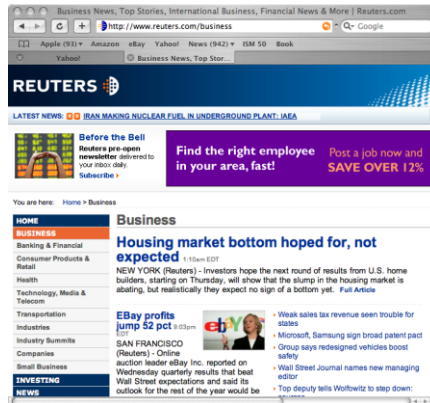 Business News, Top Stories, International Business, Financial News & More | Reuters.com
http://www.reuters.com/business
Google
Apple (93) Amazon eBay Yahoo! News (942) ISM 50 Book
Yahoo!
Business News, Top Stor...
REUTERS
LATEST NEWS: IRAN MAKING NUCLEAR FUEL IN UNDERGROUND PLANT: IAEA
Before the Bell
Reuters pre-open
newsletter delivered to
your inbox daily.
Subscribe
Find the right employee
in your area, fast!
Post a job now and
SAVE OVER 12%
You are here: Home > Business
HOME
BUSINESS
Banking & Financial
Consumer Products &
Retail
Health
Technology, Media &
Telecom
Transportation
Industries
Industry Summits
Companies
Small Business
INVESTING
NEWS
Business
Housing market bottom hoped for, not
expected 1:10am EDT
NEW YORK (Reuters) - Investors hope the next round of results from U.S. home
builders, starting on Thursday, will show that the slump in the housing market is
abating, but realistically they expect no sign of a bottom yet. Full Article
EBay profits
jump 52 pct 9:03pm
EDT
SAN FRANCISCO
(Reuters) - Online
auction leader eBay Inc. reported on
Wednesday quarterly results that beat
Wall Street expectations and said its
outlook for the rest of the year would be
ebY
Weak sales tax revenue seen trouble for
states
Microsoft, Samsung sign broad patent pact
Group says redesigned vehicles boost
safety
Wall Street Journal names new managing
editor
Top deputy tells Wolfowitz to step down: